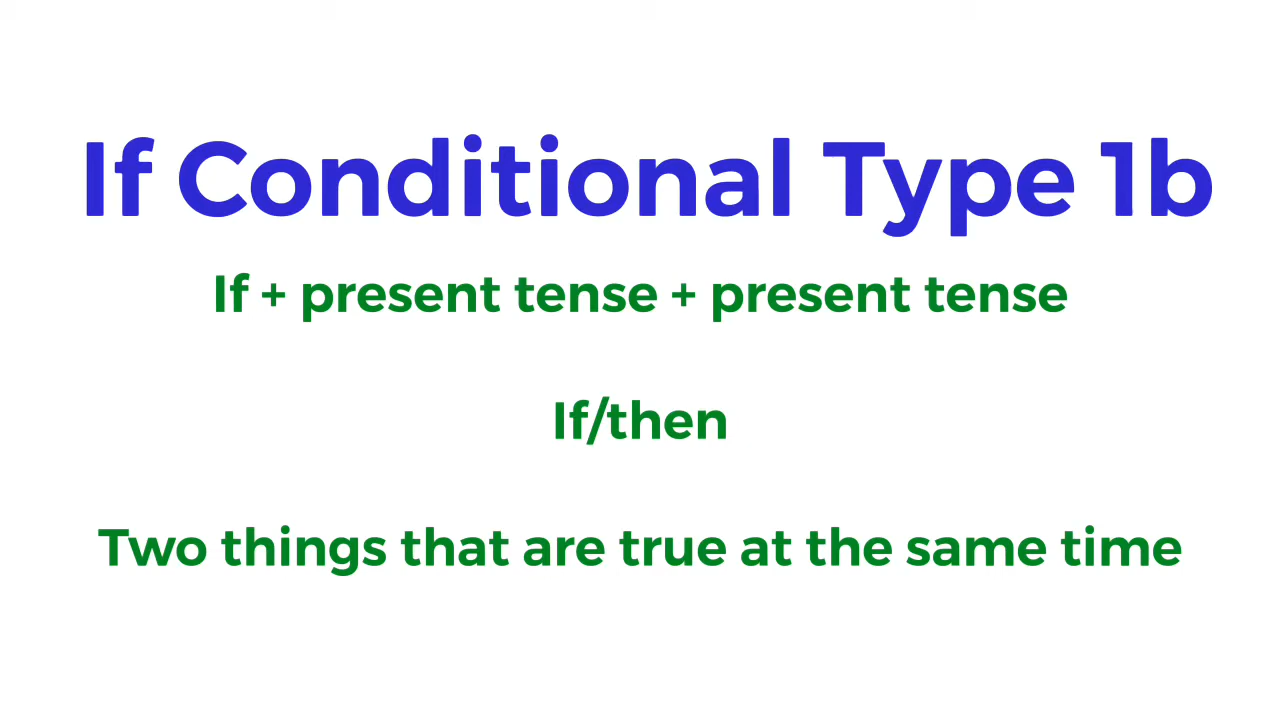 If Conditional Type 1b
If + present tense + present tense
If/then
Two things that are true at the same time